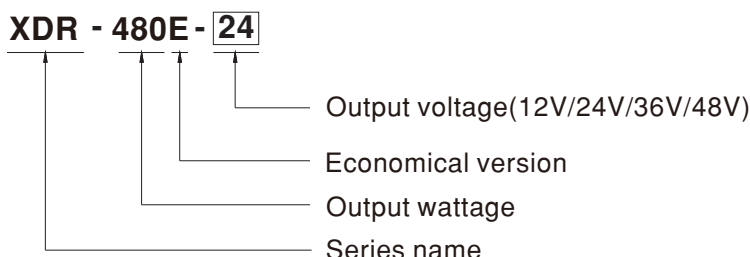 XDR - 480E - 24
Output voltage(12V/24V/36V/48V)
Economical version
Output wattage
Series name